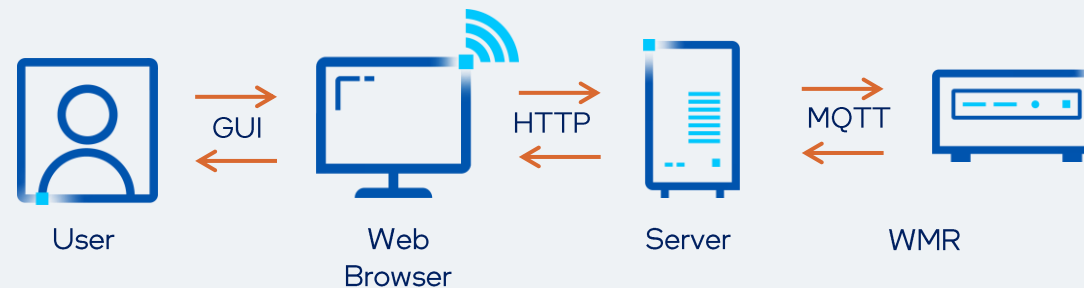 GUI
HTTP
MQTT
User
Web
Browser
Server
WMR